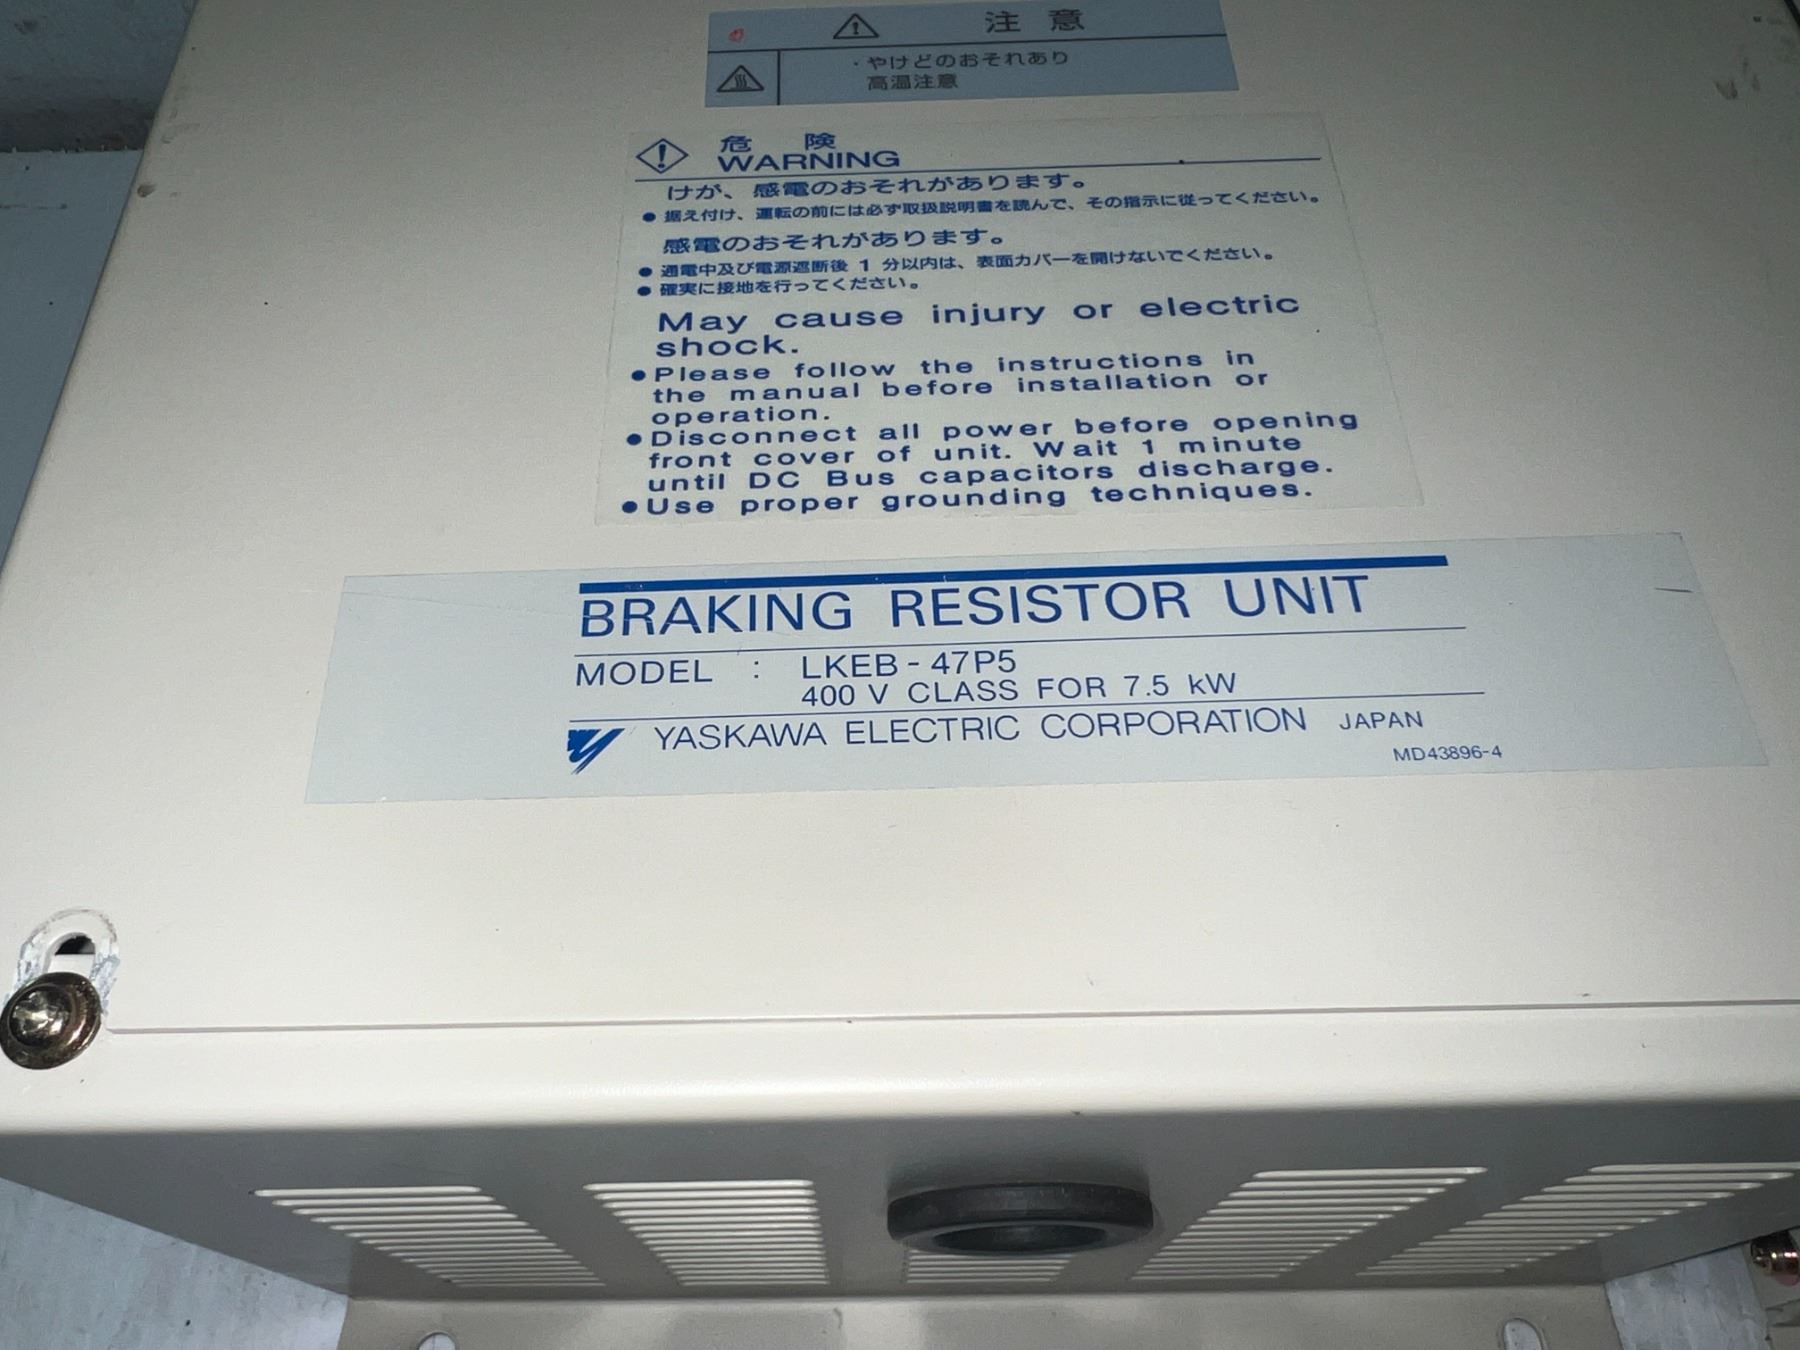 注意
・やけどのおそれあり
高温注意
危険
WARNING
けが、感電のおそれがあります。
●据え付け、運転の前には必ず取扱説明書を読んで、その指示に従ってください。
感電のおそれがあります。
●通電中及び電源遮断後1分以内は、表面カバーを開けないでください。
●確実に接地を行ってください。
May cause injury or electric
shock.
●Please follow the instructions in
the manual before installation or
operation.
●Disconnect all power before opening
front cover of unit. Wait 1 minute
until DC Bus capacitors discharge.
●Use proper grounding techniques.
BRAKING RESISTOR UNIT
MODEL : LKEB-47P5
400 V CLASS FOR 7.5 kW
YASKAWA ELECTRIC CORPORATION JAPAN
MD43896-4